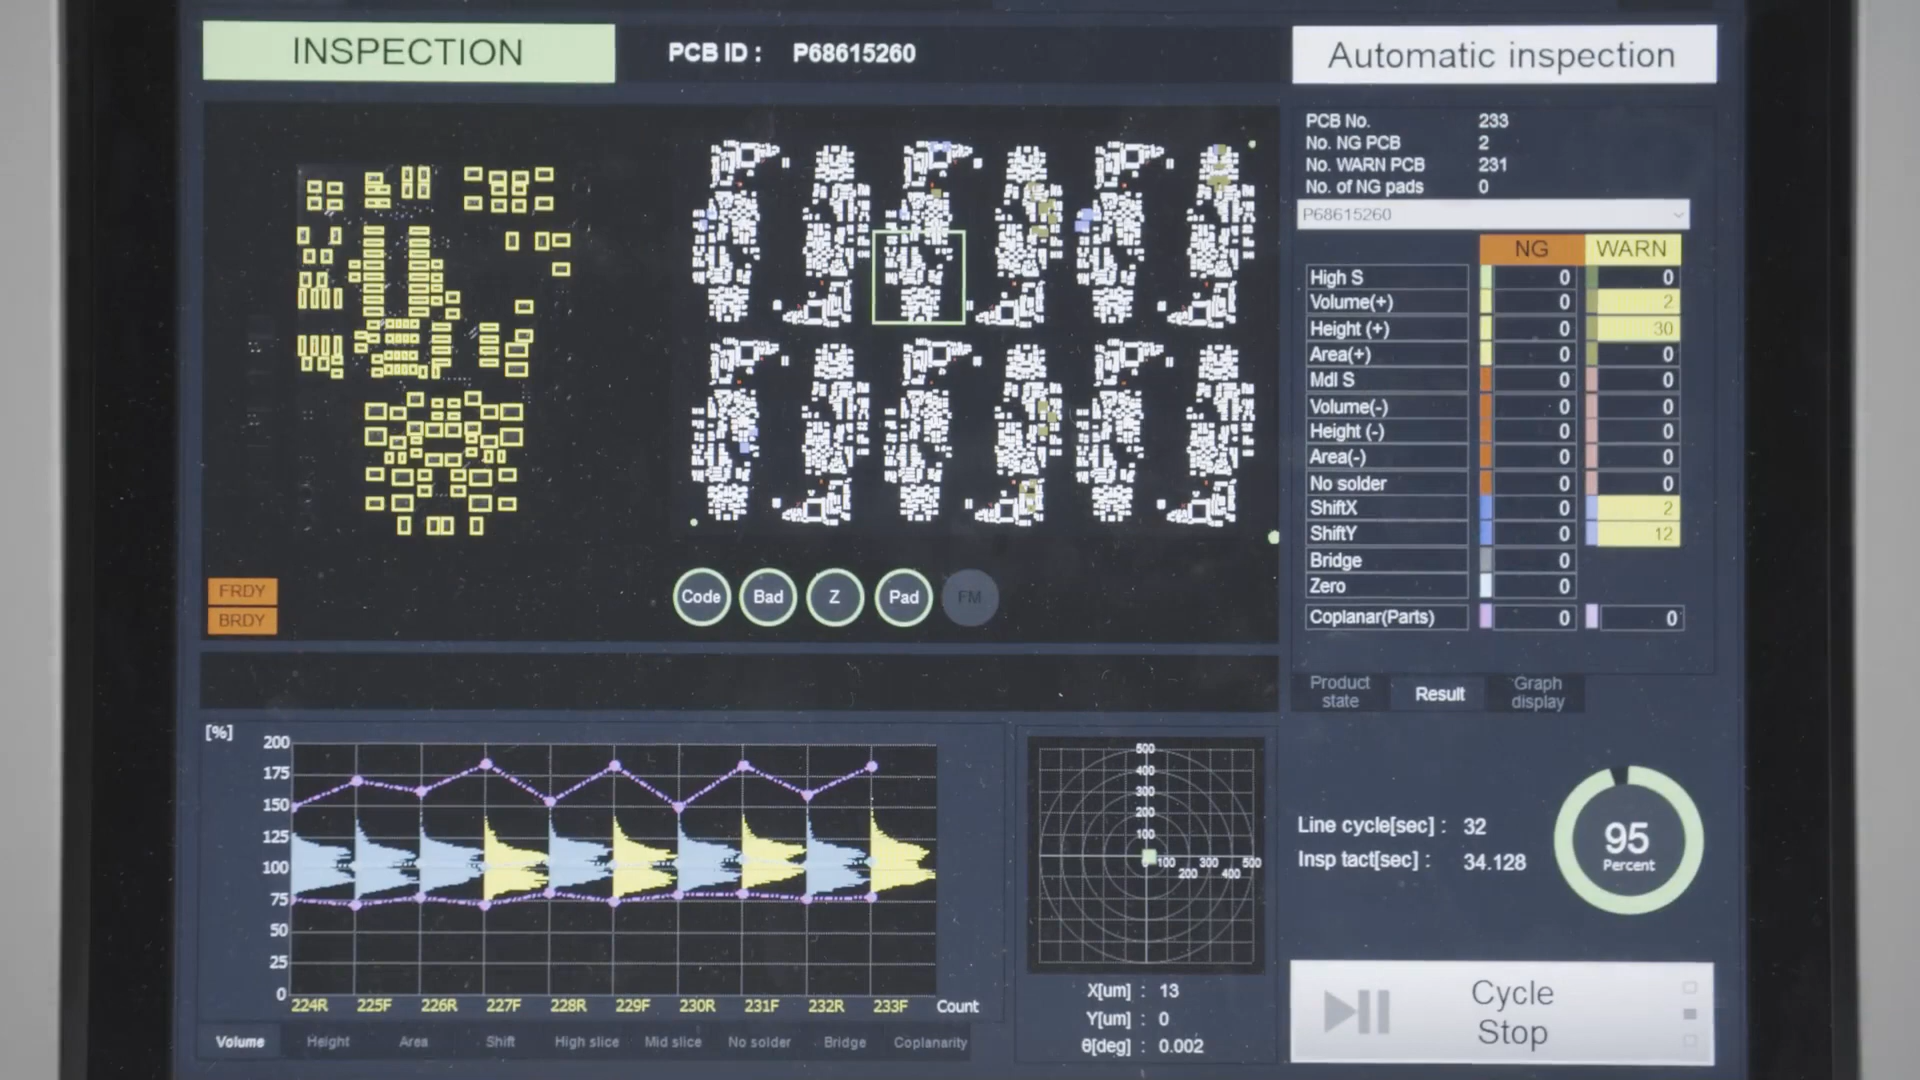 INSPECTION
PCB ID : P68615260
Automatic inspection
PCB No. 233
No. NG PCB 2
No. WARN PCB 231
No. of NG pads 0
P68615260
NG WARN
High S 0 0
Volume(+) 0 2
Height (+) 0 30
Area(+) 0 0
Mdl S 0 0
Volume(-) 0 0
Height (-) 0 0
Area(-) 0 0
No solder 0 0
ShiftX 0 2
ShiftY 0 12
Bridge 0
Zero 0
Coplanar(Parts) 0 0
FRDY
BRDY
Code Bad Z Pad FM
Product state
Result
Graph display
[%]
200
175
150
125
100
75
50
25
0
224R 225F 226R 227F 228R 229F 230R 231F 232R 233F Count
Volume Height Area Shift High slice Mid slice No solder Bridge Coplanarity
500
400
300
200
100
0 100 300 500
200 400
X[um] : 13
Y[um] : 0
θ[deg] : 0.002
Line cycle[sec] : 32
Insp tact[sec] : 34.128
95
Percent
Cycle
Stop